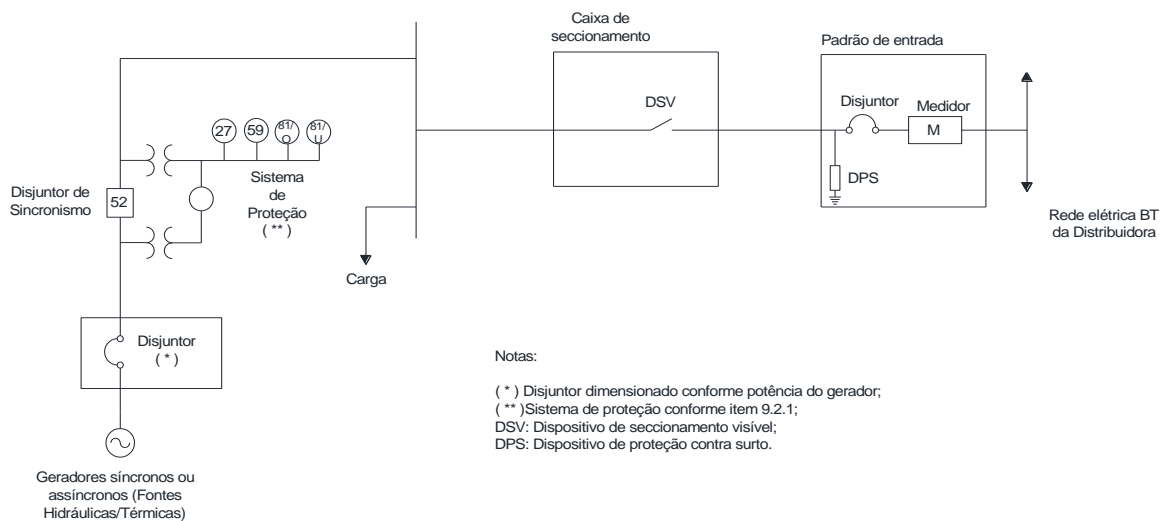 Caixa de
seccionamento
Padrão de entrada
DSV
Disjuntor
Medidor
M
DPS
27
59
81/
O
81/
U
Disjuntor de
Sincronismo
52
Sistema
de
Proteção
( ** )
Rede elétrica BT
da Distribuidora
Carga
Disjuntor
( * )
Notas:
( * ) Disjuntor dimensionado conforme potência do gerador;
( ** )Sistema de proteção conforme item 9.2.1;
DSV: Dispositivo de seccionamento visível;
DPS: Dispositivo de proteção contra surto.
Geradores síncronos ou
assíncronos (Fontes
Hidráulicas/Térmicas)